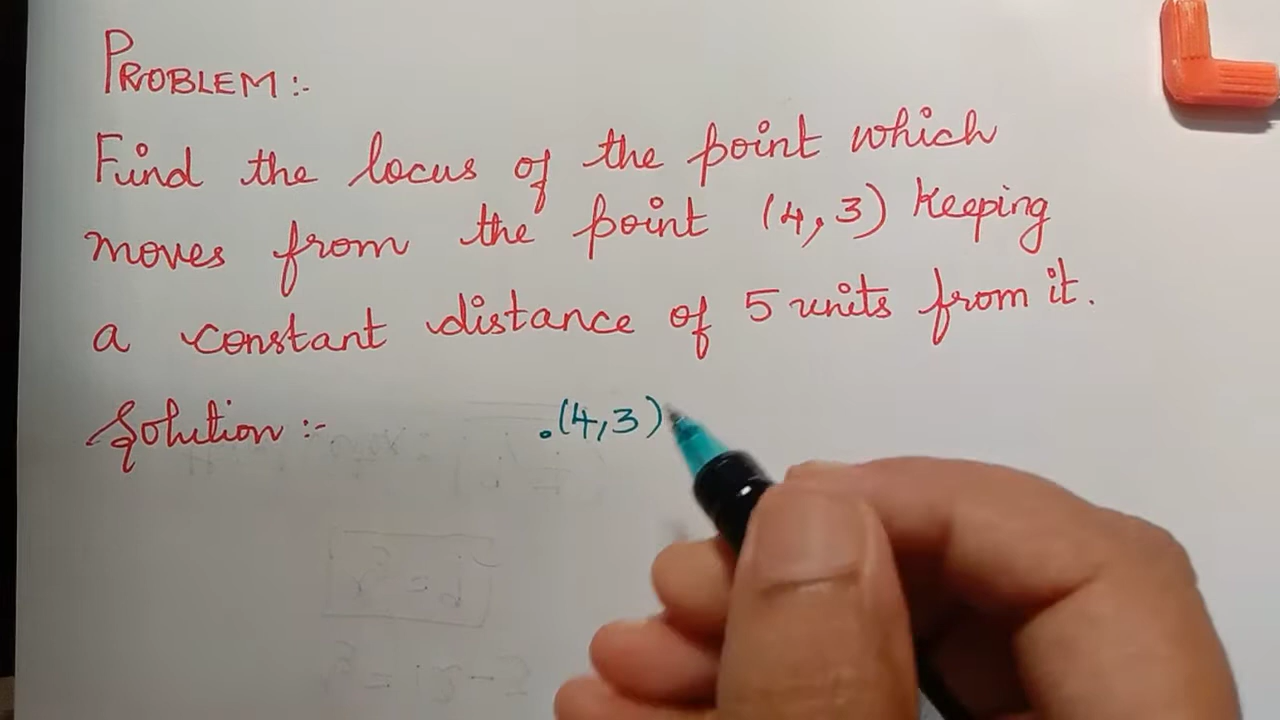 PROBLEM:-
Find the locus of the point which
moves from the point (4,3) Keeping
a constant distance of 5 units from it.
Solution :- .(4,3)